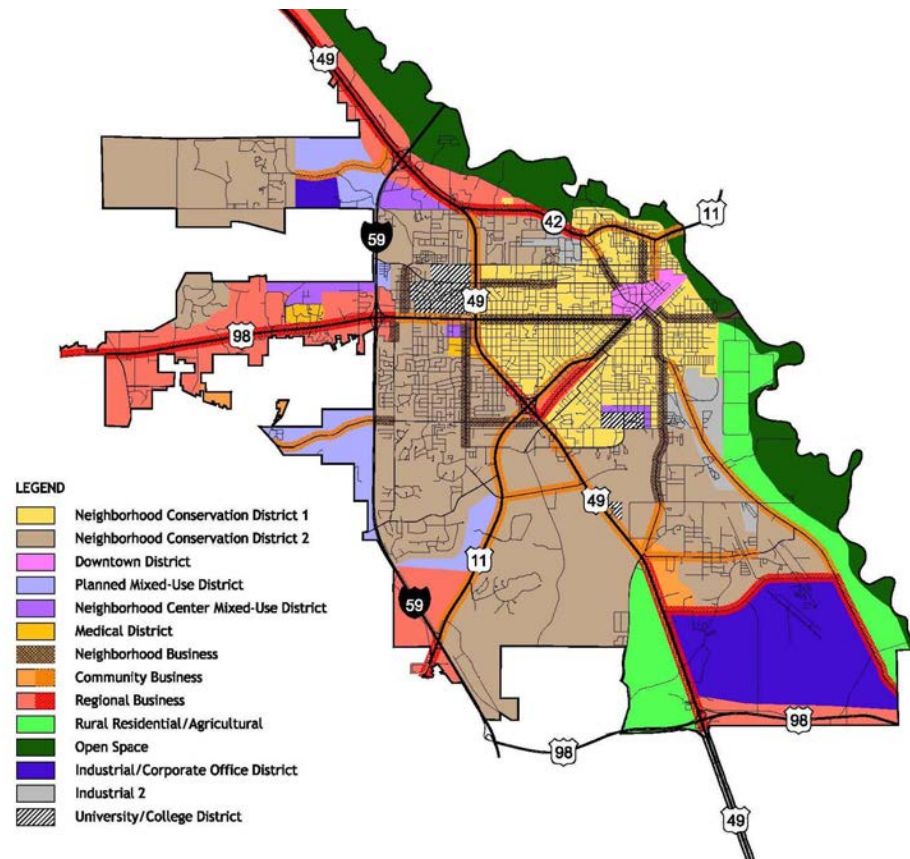 49
42
11
59
49
98
LEGEND
Neighborhood Conservation District 1
Neighborhood Conservation District 2
Downtown District
Planned Mixed-Use District
Neighborhood Center Mixed-Use District
Medical District
Neighborhood Business
Community Business
Regional Business
Rural Residential/Agricultural
Open Space
Industrial/Corporate Office District
Industrial 2
University/College District
49
11
59
98
98
49